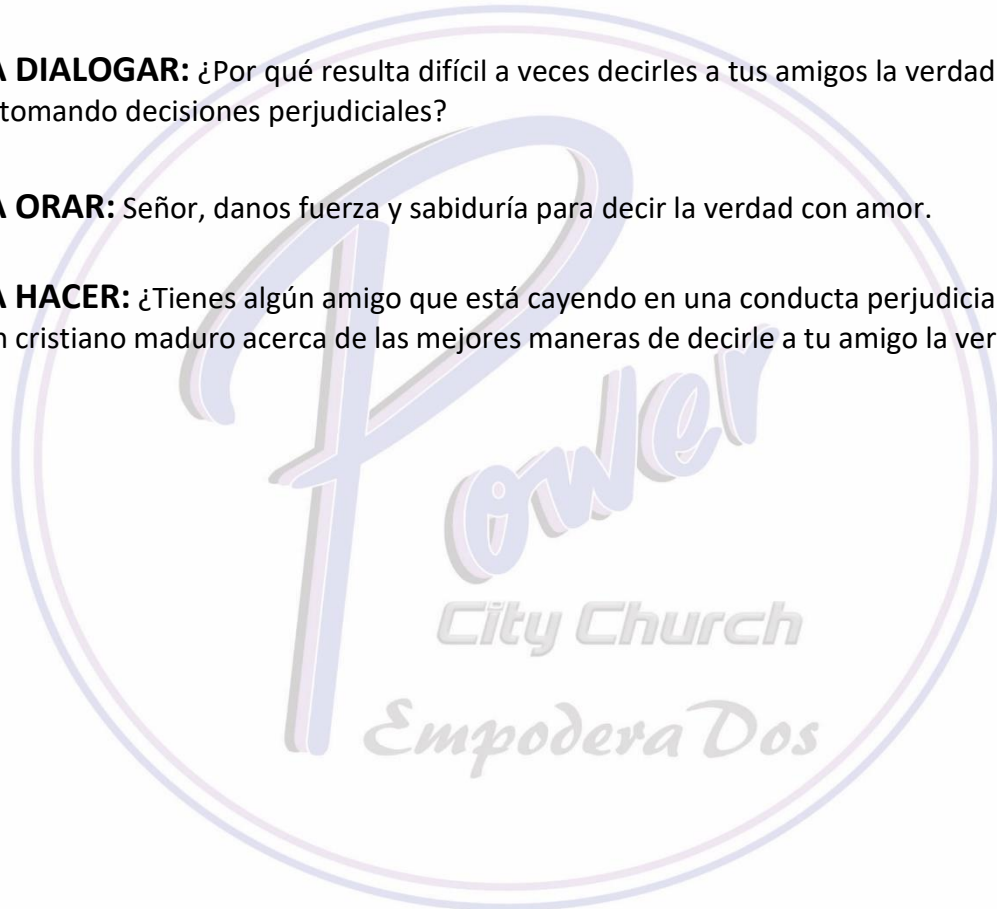 A DIALOGAR: ¿Por qué resulta difícil a veces decirles a tus amigos la verdad
tomando decisiones perjudiciales?
A ORAR: Señor, danos fuerza y sabiduría para decir la verdad con amor.
A HACER: ¿Tienes algún amigo que está cayendo en una conducta perjudicia
n cristiano maduro acerca de las mejores maneras de decirle a tu amigo la ver
Power
City Church
EmpoderaDos